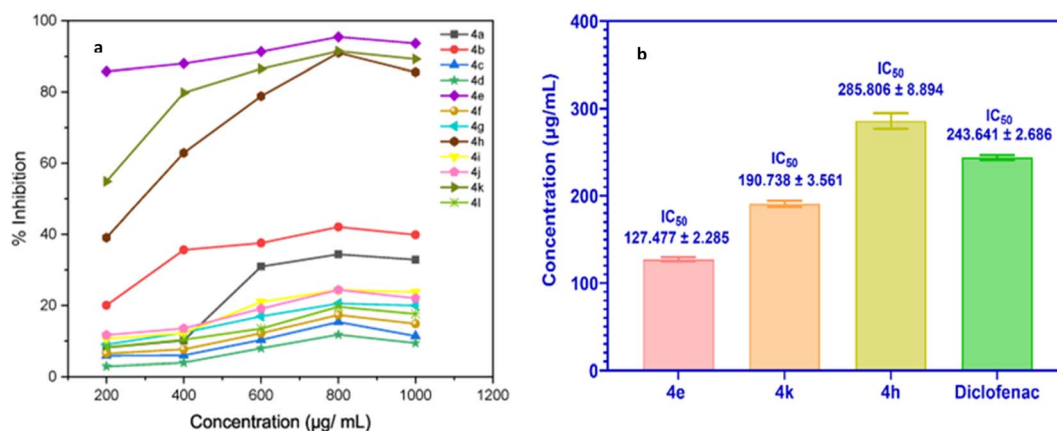 a
100
80
60
40
20
0
% Inhibition
4a
4b
4c
4d
4e
4f
4g
4h
4i
4j
4k
4l
200
400
600
800
1000
1200
Concentration (µg/ mL)
b
400
300
200
100
0
Concentration (µg/mL)
IC50
127.477 ± 2.285
IC50
190.738 ± 3.561
IC50
285.806 ± 8.894
IC50
243.641 ± 2.686
4e
4k
4h
Diclofenac